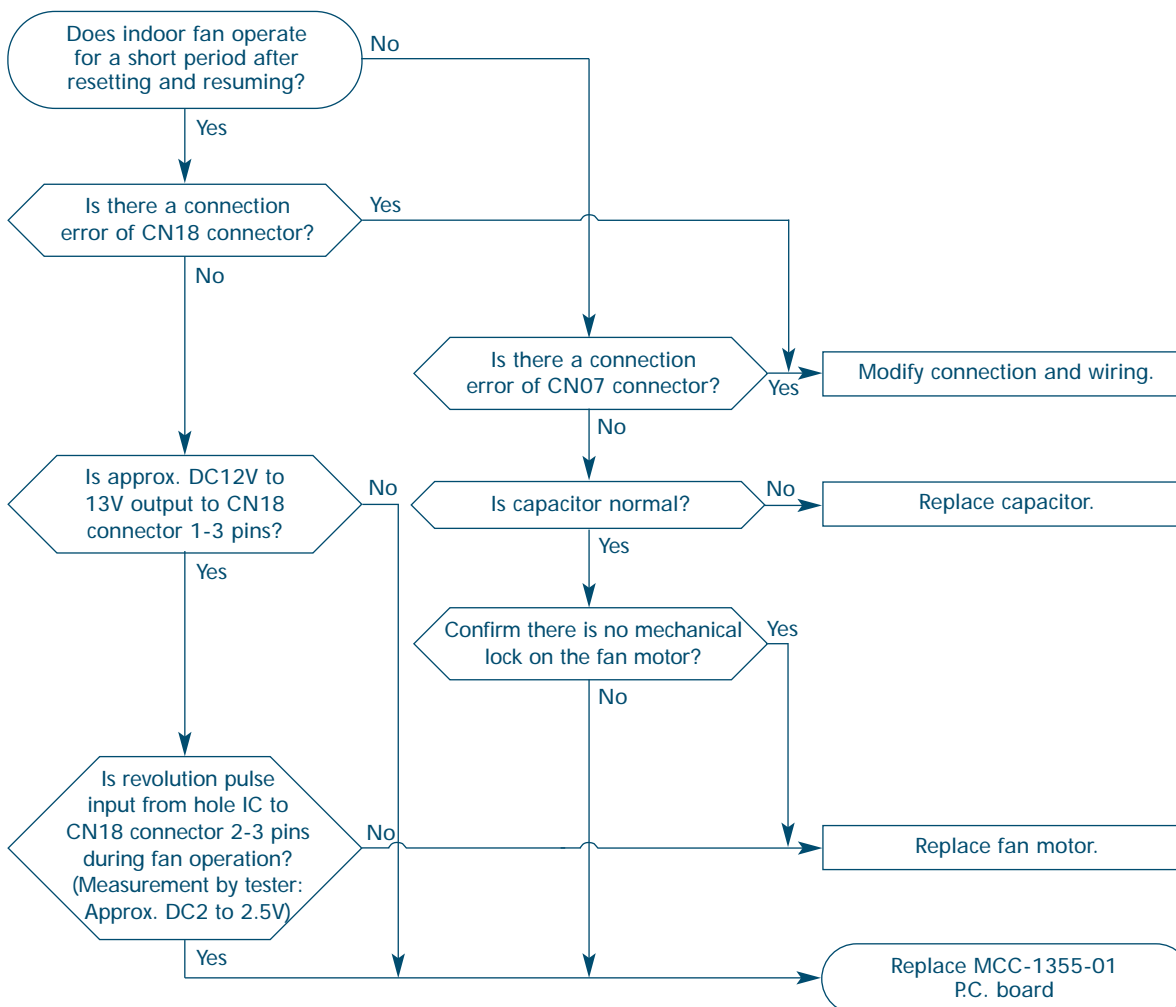 Does indoor fan operate
for a short period after
resetting and resuming?
No
Yes
Is there a connection
error of CN18 connector?
Yes
No
Is there a connection
error of CN07 connector?
Yes
Modify connection and wiring.
No
Is approx. DC12V to
13V output to CN18
connector 1-3 pins?
No
Is capacitor normal?
No
Replace capacitor.
Yes
Yes
Confirm there is no mechanical
lock on the fan motor?
Yes
No
Is revolution pulse
input from hole IC to
CN18 connector 2-3 pins
during fan operation?
(Measurement by tester:
Approx. DC2 to 2.5V)
No
Replace fan motor.
Yes
Replace MCC-1355-01
P.C. board